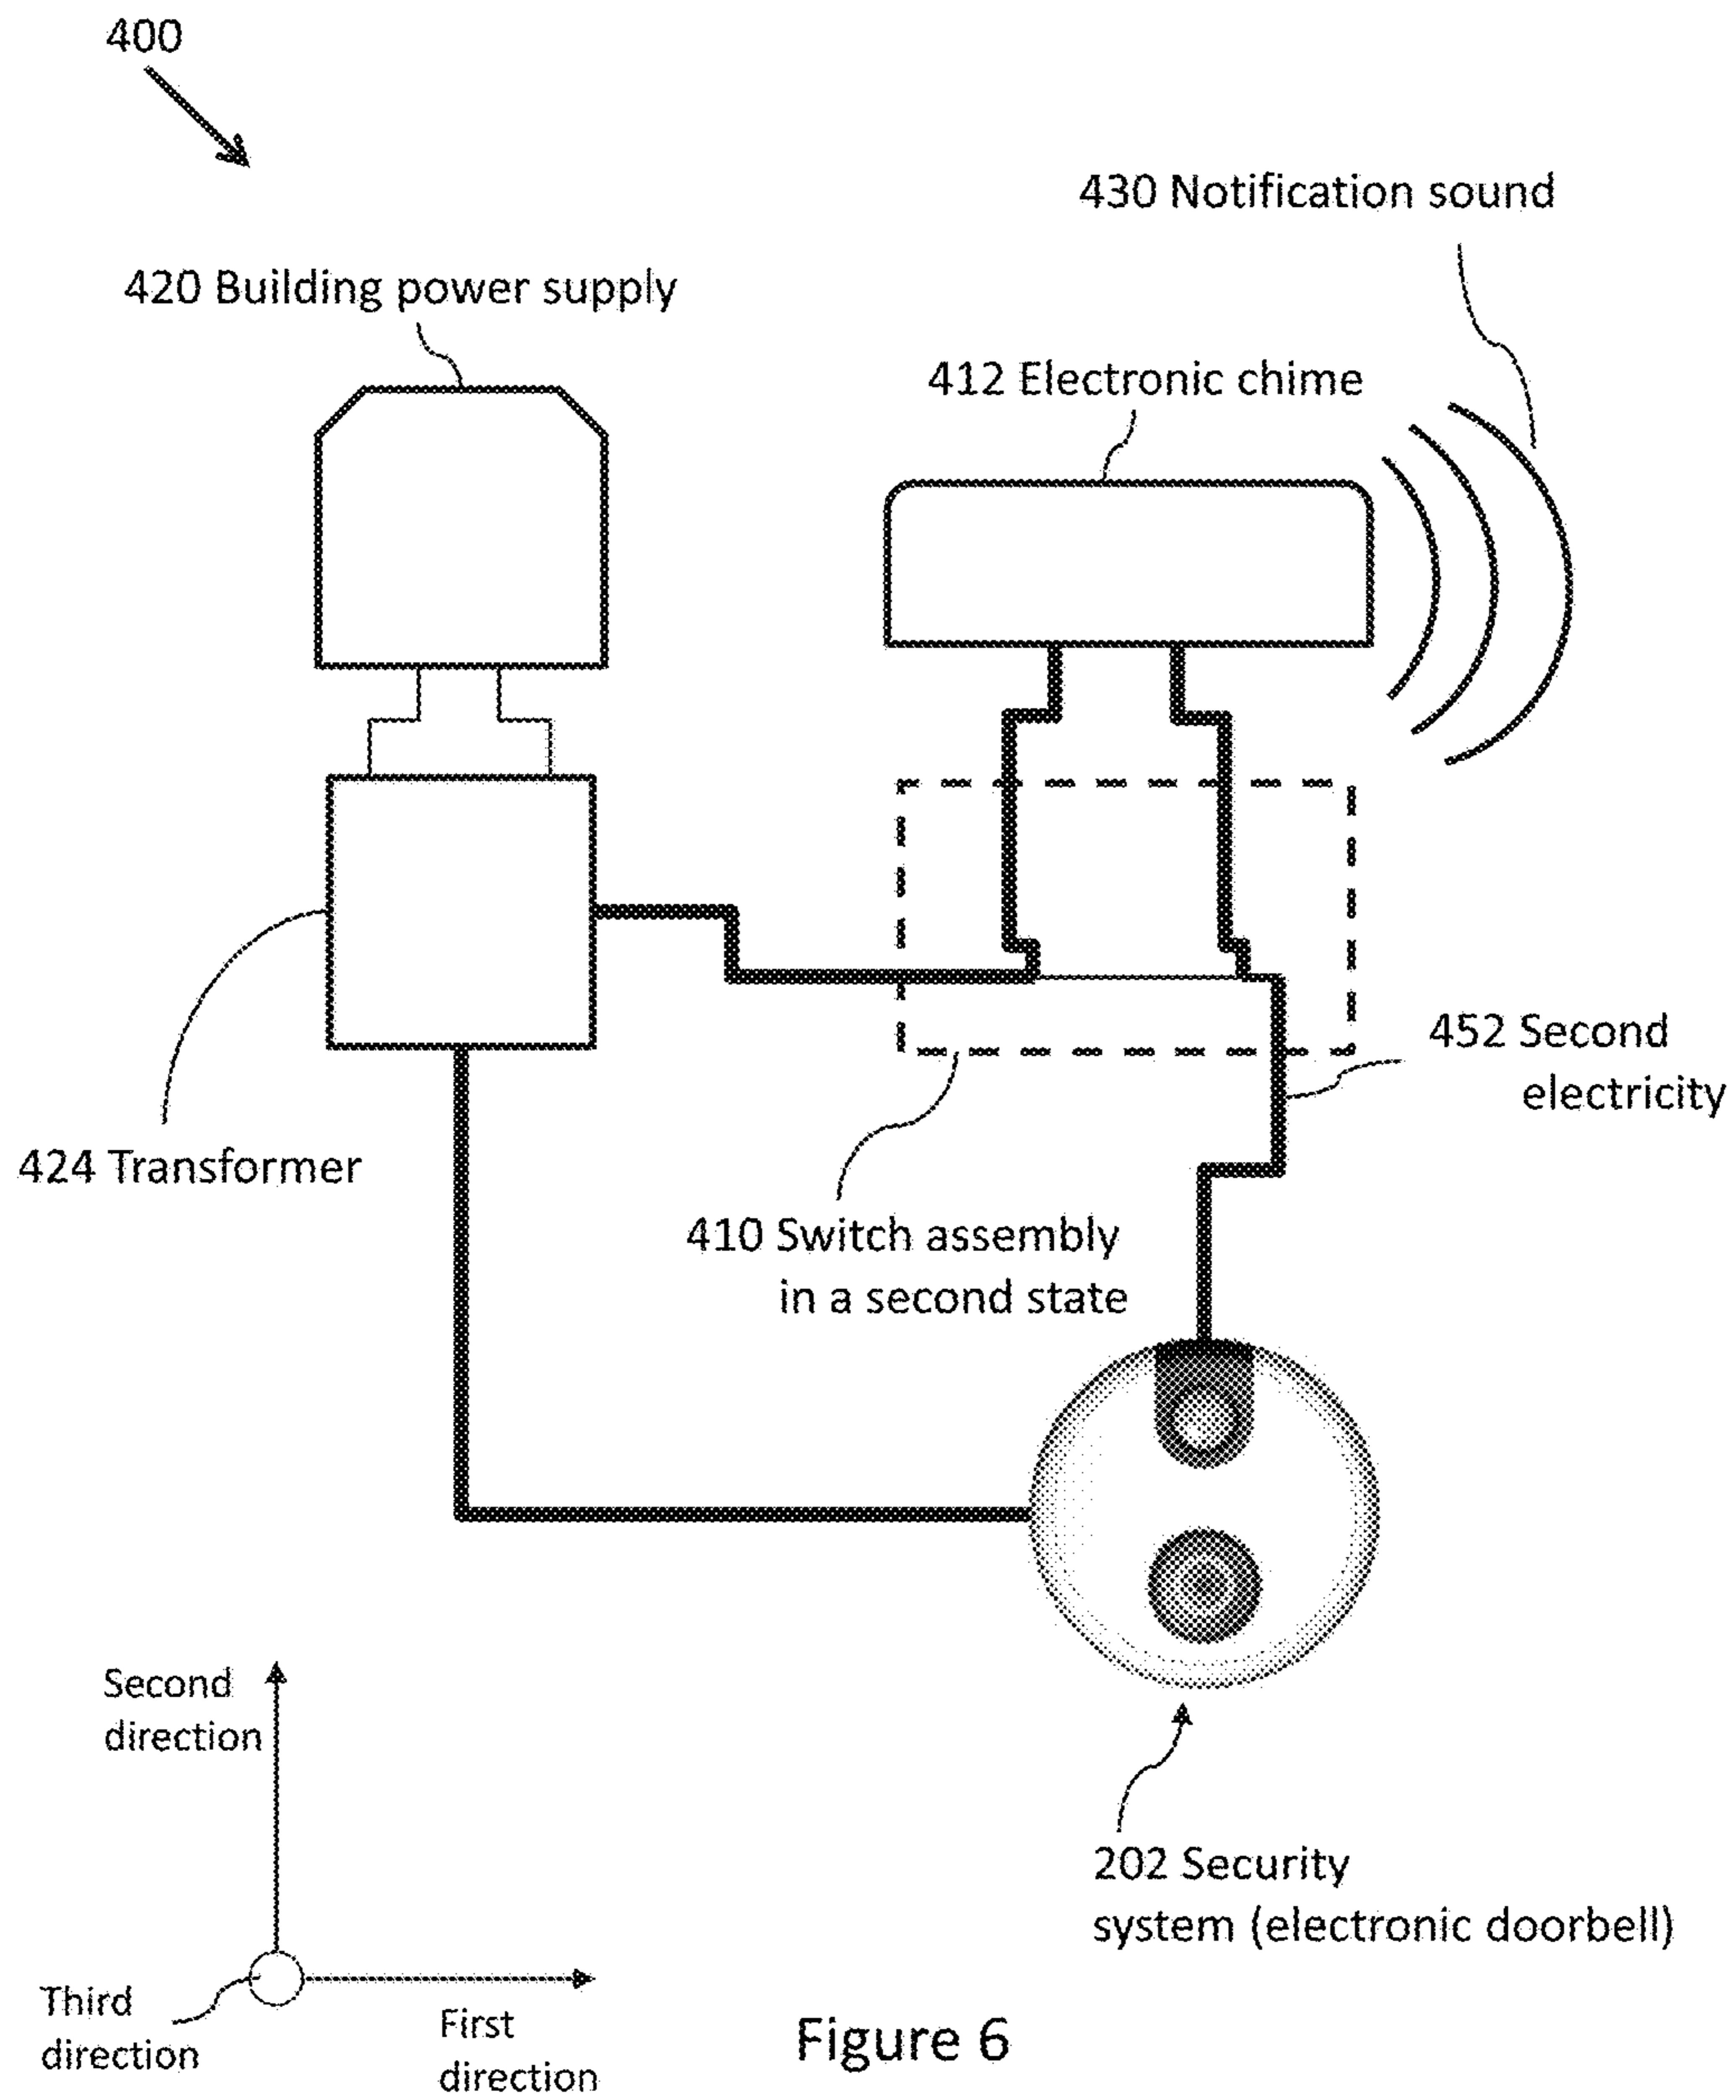 400
430 Notification sound
420 Building power supply
412 Electronic chime
452 Second
electricity
424 Transformer
410 Switch assembly
in a second state
202 Security
system (electronic doorbell)
Second
direction
Third
direction
First
direction
Figure 6